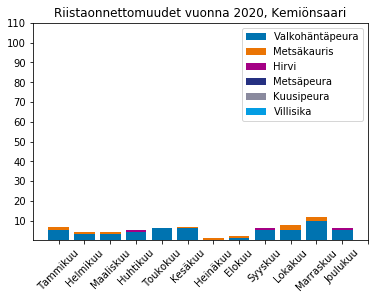 Riistaonnettomuudet vuonna 2020, Kemiönsaari
110
100
90
80
70
60
50
40
30
20
10
Valkohäntäpeura
Metsäkauris
Hirvi
Metsäpeura
Kuusipeura
Villisika
Tammikuu
Helmikuu
Maaliskuu
Huhtikuu
Toukokuu
Kesäkuu
Heinäkuu
Elokuu
Syyskuu
Lokakuu
Marraskuu
Joulukuu